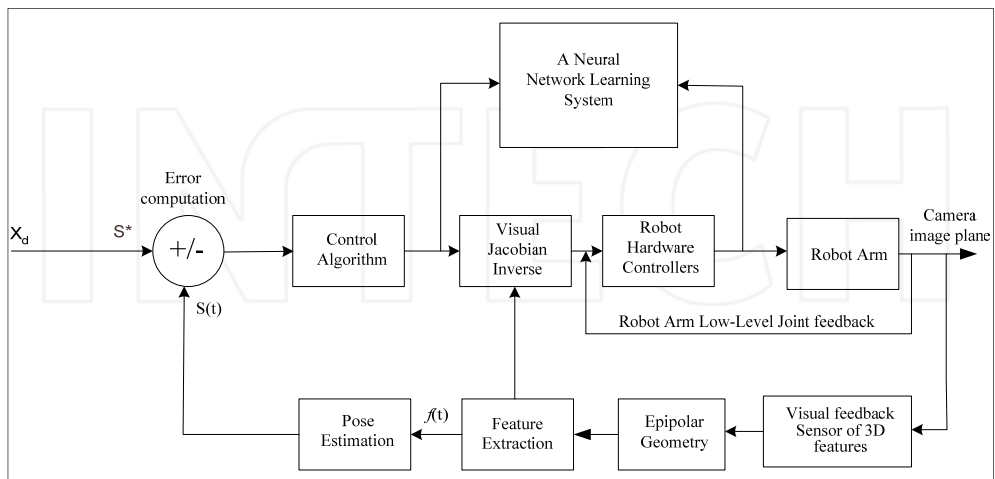 A Neural
Network Learning
System
Error
computation
X_d
S*
+/-
Control
Algorithm
Visual
Jacobian
Inverse
Robot
Hardware
Controllers
Robot Arm
Camera
image plane
S(t)
Robot Arm Low-Level Joint feedback
Pose
Estimation
f(t)
Feature
Extraction
Epipolar
Geometry
Visual feedback
Sensor of 3D
features
INTECH